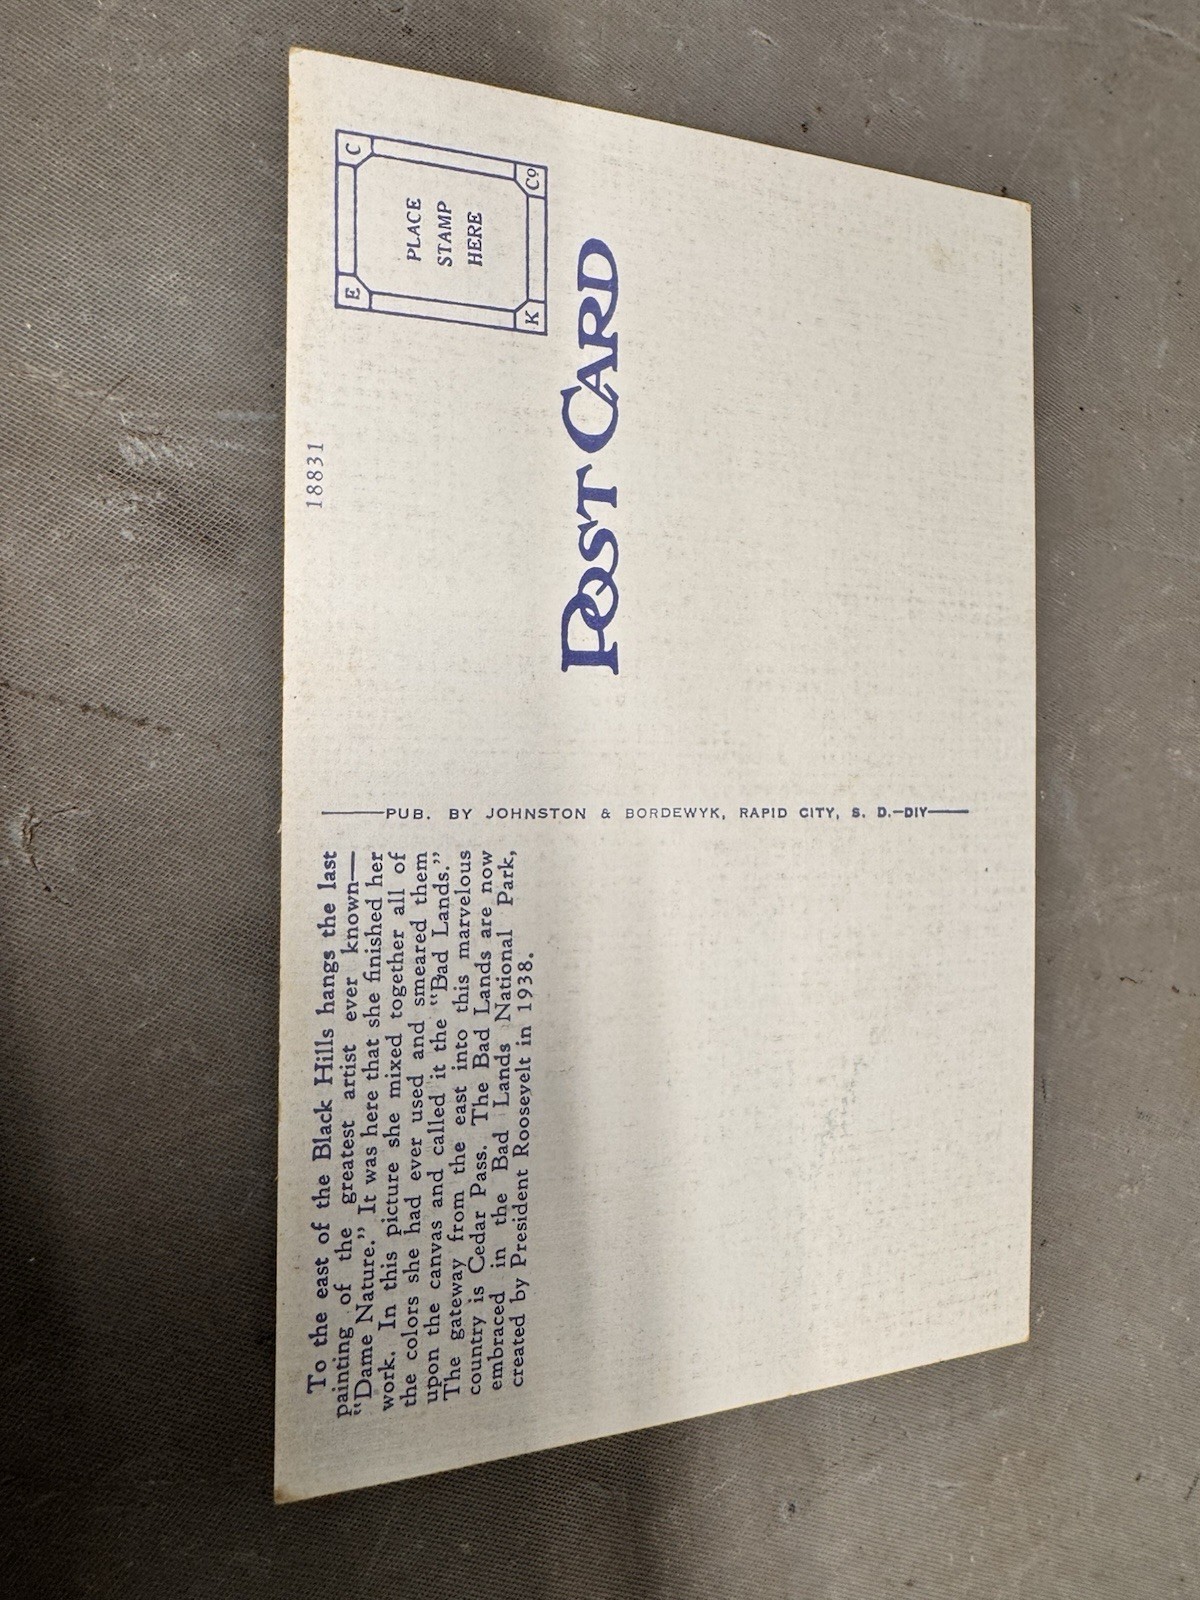 To the east of the Black Hills hangs the last
painting of the greatest artist ever known—
"Dame Nature." It was here that she finished her
work. In this picture she mixed together all of
the colors she had ever used and smeared them
upon the canvas and called it the "Bad Lands."
The gateway from the east into this marvelous
country is Cedar Pass. The Bad Lands are now
embraced in the Bad Lands National Park,
created by President Roosevelt in 1938.
PUB. BY JOHNSTON & BORDEWYK, RAPID CITY, S. D.—DIY
18831
E C
PLACE
STAMP
HERE
K Co
POST CARD